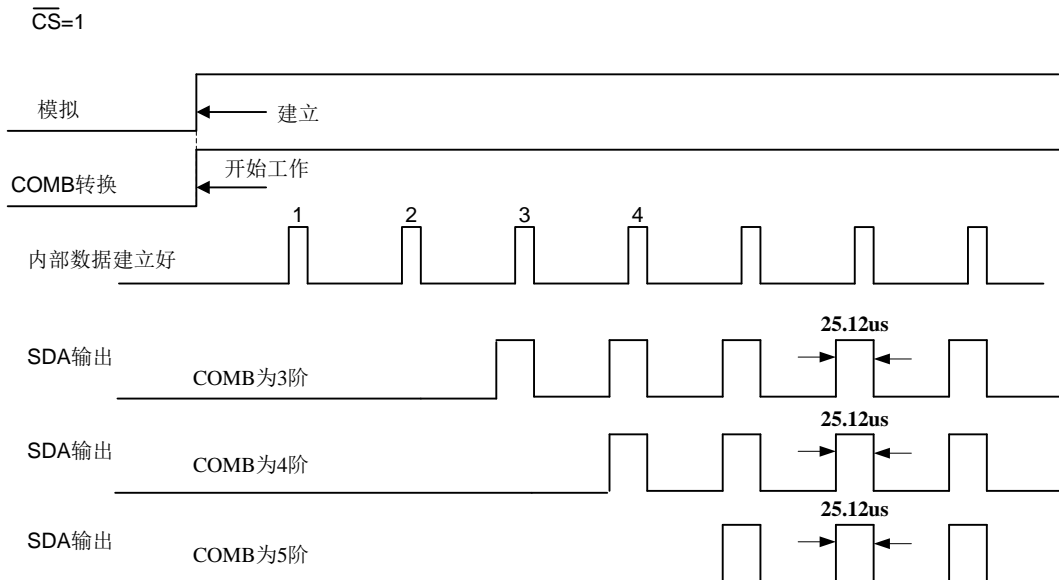 C̅S̅=1
模拟
建立
COMB转换
开始工作
1 2 3 4
内部数据建立好
25.12us
SDA输出
COMB为3阶
25.12us
SDA输出
COMB为4阶
25.12us
SDA输出
COMB为5阶